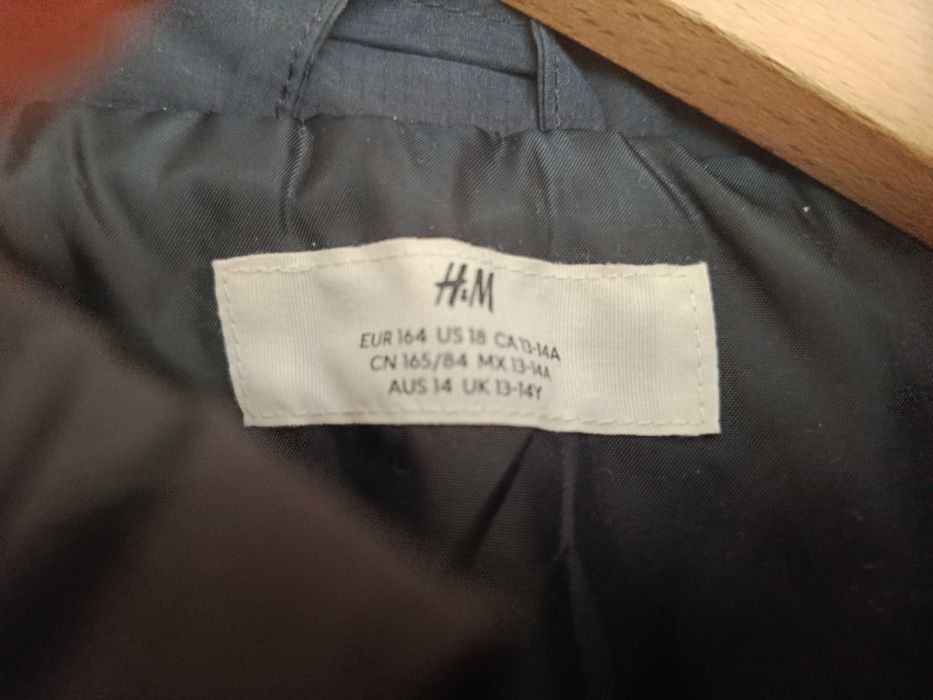 H&M
EUR 164 US 18 CA 13-14A
CN 165/84 MX 13-14A
AUS 14 UK 13-14Y